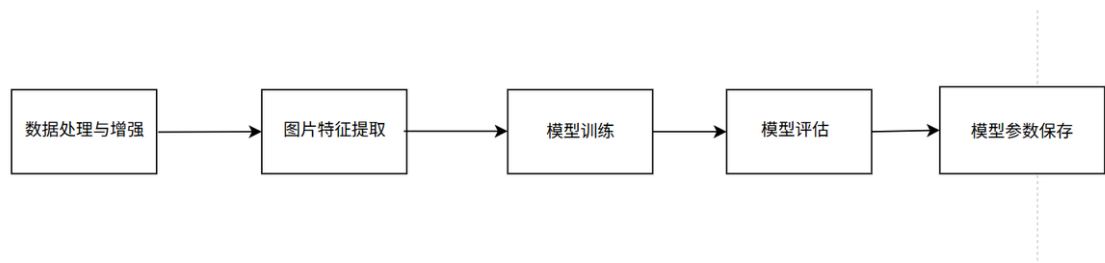 数据处理与增强
图片特征提取
模型训练
模型评估
模型参数保存